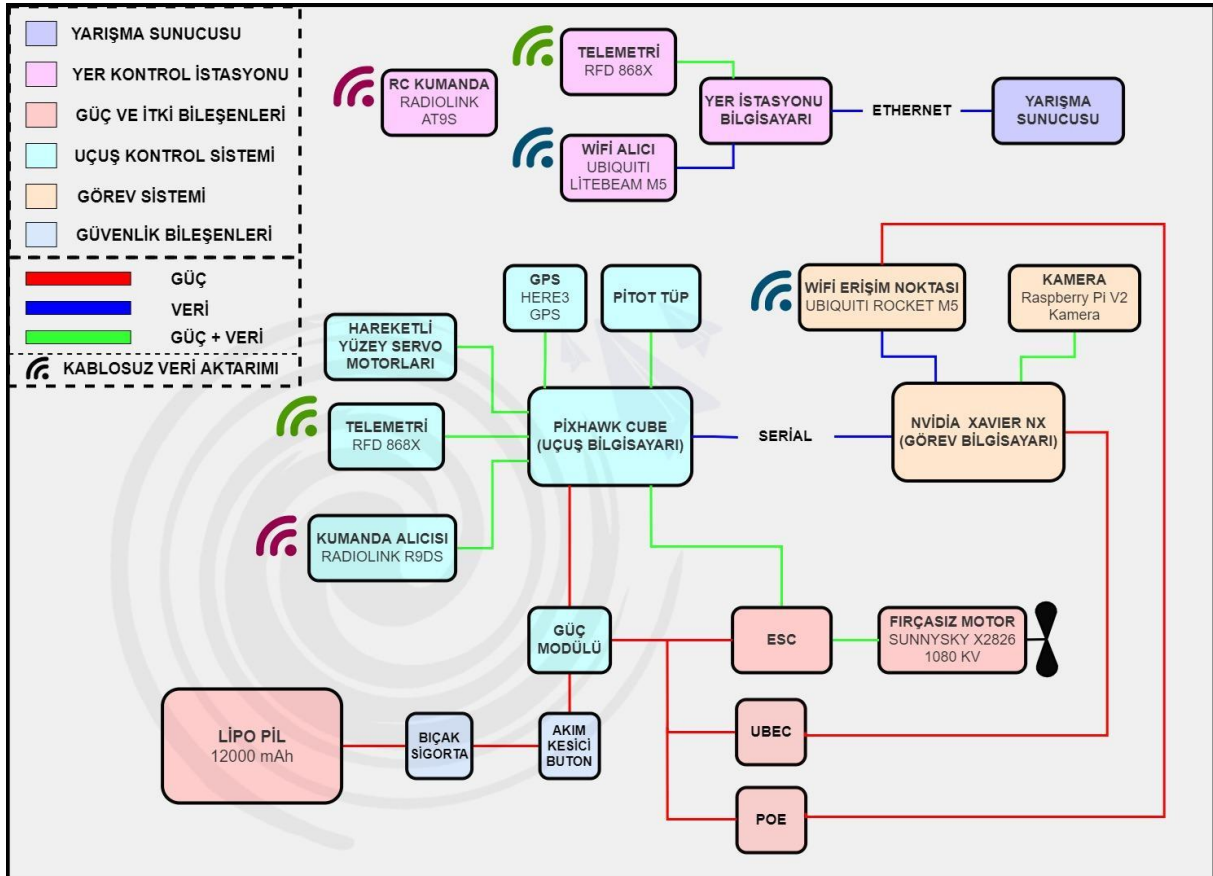 YARIŞMA SUNUCUSU
YER KONTROL İSTASYONU
GÜÇ VE İTKİ BİLEŞENLERİ
UÇUŞ KONTROL SİSTEMİ
GÖREV SİSTEMİ
GÜVENLİK BİLEŞENLERİ
GÜÇ
VERİ
GÜÇ + VERİ
KABLOSUZ VERİ AKTARIMI
RC KUMANDA
RADIOLINK
AT9S
TELEMETRİ
RFD 868X
WİFİ ALICI
UBIQUITI
LİTEBEAM M5
YER İSTASYONU
BİLGİSAYARI
ETHERNET
YARIŞMA
SUNUCUSU
GPS
HERE3
GPS
PİTOT TÜP
WİFİ ERİŞİM NOKTASI
UBIQUITI ROCKET M5
KAMERA
Raspberry Pi V2
Kamera
HAREKETLİ
YÜZEY SERVO
MOTORLARI
TELEMETRİ
RFD 868X
KUMANDA ALICISI
RADIOLINK R9DS
PİXHAWK CUBE
(UÇUŞ BİLGİSAYARI)
SERIAL
NVİDİA XAVIER NX
(GÖREV BİLGİSAYARI)
GÜÇ
MODÜLÜ
ESC
FIRÇASIZ MOTOR
SUNNYSKY X2826
1080 KV
LİPO PİL
12000 mAh
BIÇAK
SİGORTA
AKIM
KESİCİ
BUTON
UBEC
POE